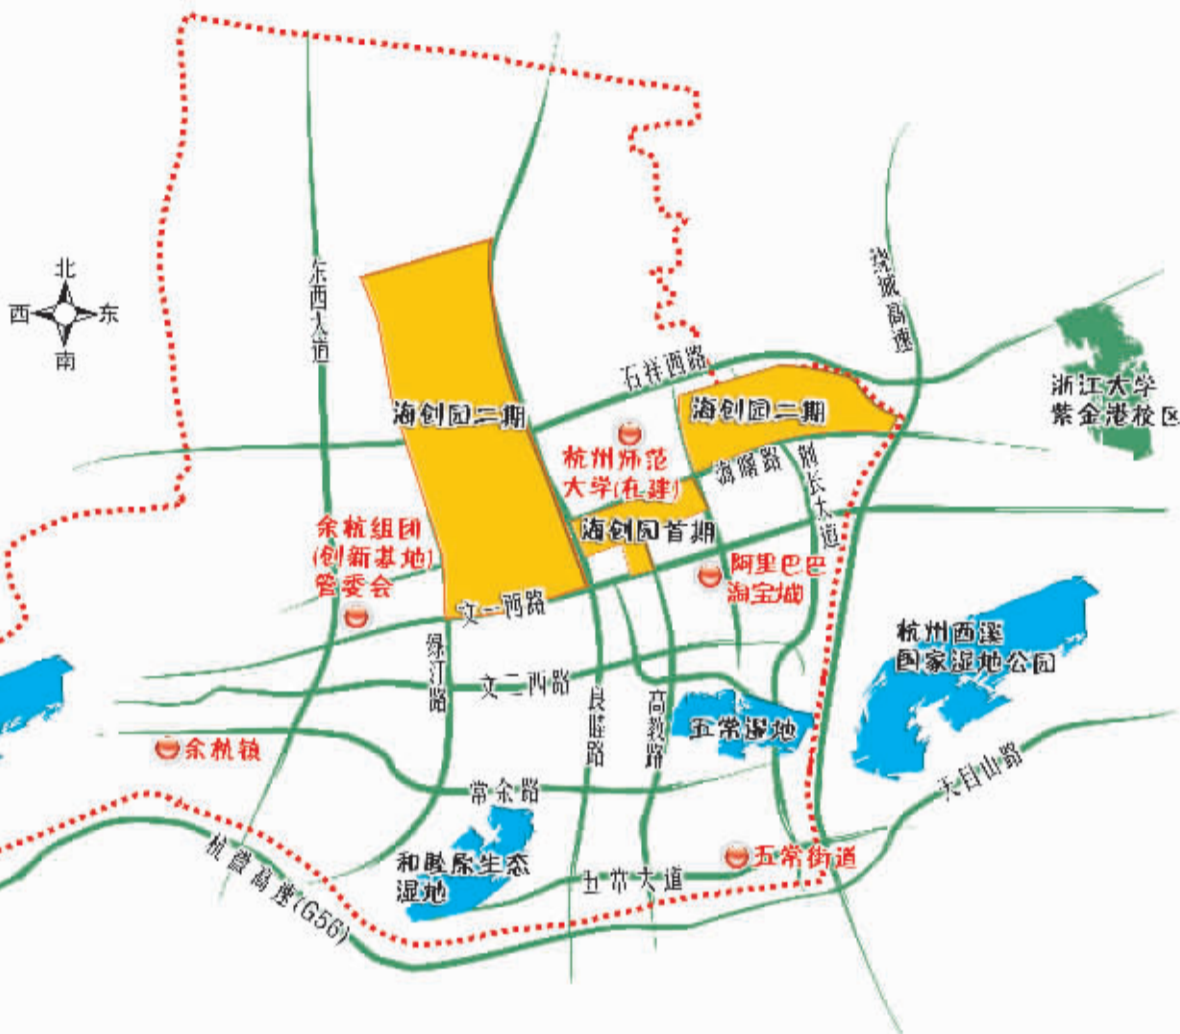 北
西
东
南
东西大道
绕城高速
石祥西路
浙江大学
紫金港校区
海创园二期
海创园二期
杭州师范
大学(在建)
海曙路
荆长大道
海创园首期
余杭组团
(创新基地)
管委会
阿里巴巴
淘宝城
文一西路
杭州西溪
国家湿地公园
绿汀路
文二西路
良睦路
高教路
五常湿地
余杭镇
天目山路
常余路
杭徽高速(G56)
和睦原生态
湿地
五常大道
五常街道